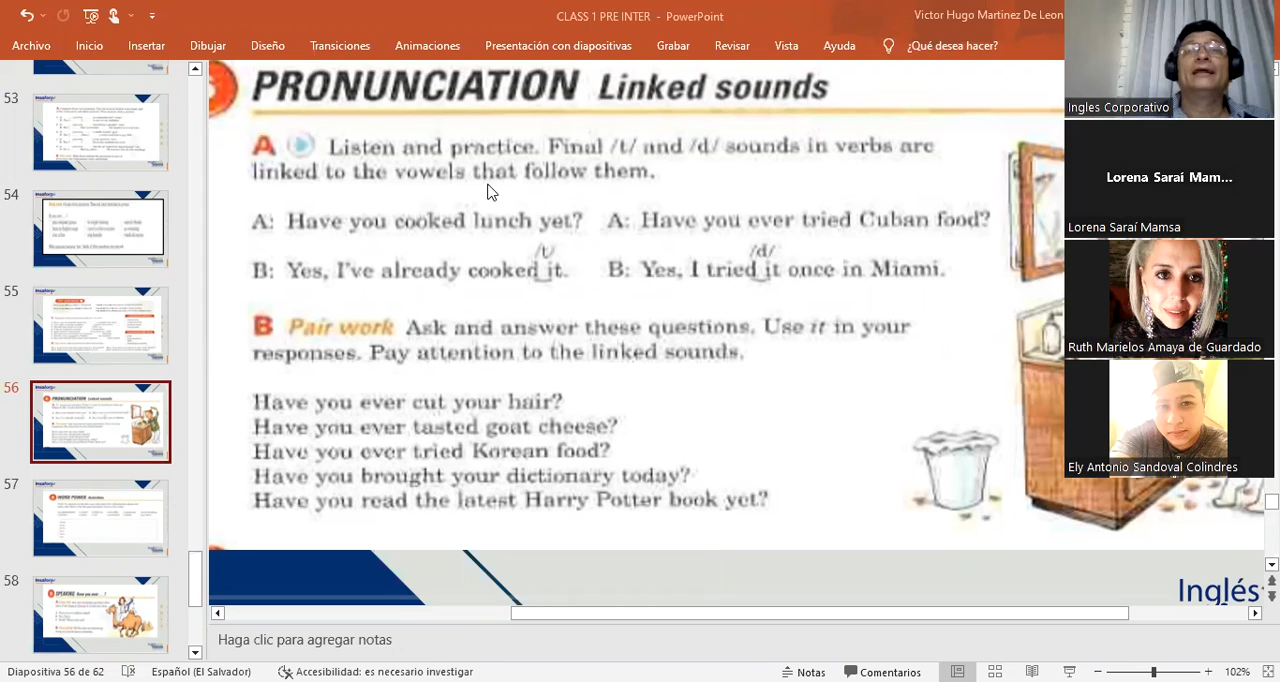 CLASS 1 PRE INTER - PowerPoint
Victor Hugo Martinez De Leon
Archivo Inicio Insertar Dibujar Diseño Transiciones Animaciones Presentación con diapositivas Grabar Revisar Vista Ayuda ¿Qué desea hacer?
53
54
55
56
57
58
PRONUNCIATION Linked sounds
A Listen and practice. Final /t/ and /d/ sounds in verbs are
linked to the vowels that follow them.
A: Have you cooked lunch yet? A: Have you ever tried Cuban food?
/t/ /d/
B: Yes, I've already cooked it. B: Yes, I tried it once in Miami.
B Pair work Ask and answer these questions. Use it in your
responses. Pay attention to the linked sounds.
Have you ever cut your hair?
Have you ever tasted goat cheese?
Have you ever tried Korean food?
Have you brought your dictionary today?
Have you read the latest Harry Potter book yet?
Inglés
Haga clic para agregar notas
Diapositiva 56 de 62 Español (El Salvador) Accesibilidad: es necesario investigar Notas Comentarios 102%
Ingles Corporativo
Lorena Saraí Mam...
Lorena Saraí Mamsa
Ruth Marielos Amaya de Guardado
Ely Antonio Sandoval Colindres